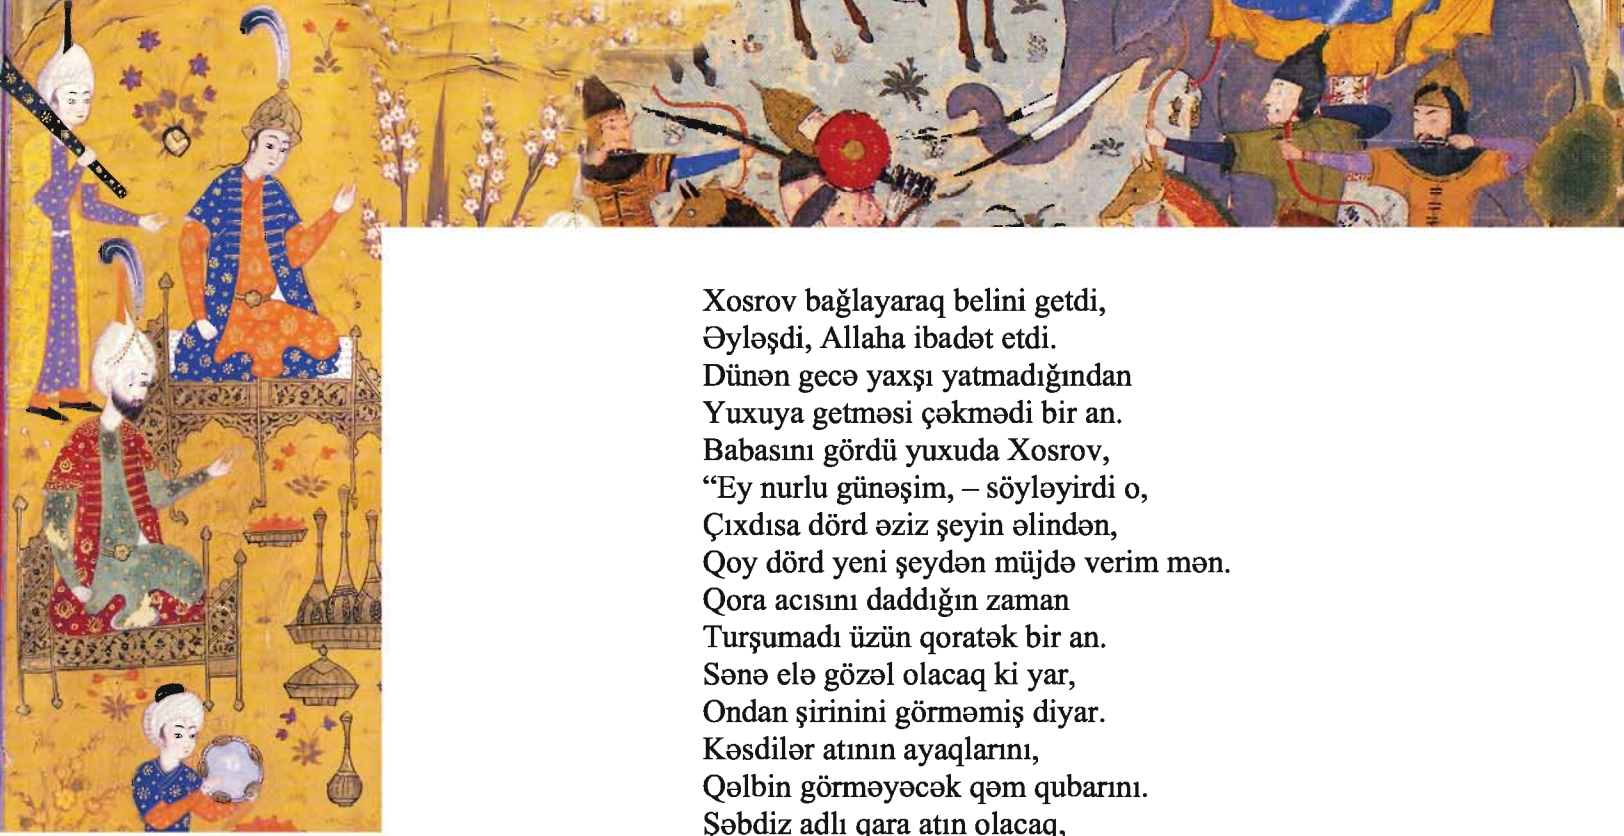 Xosrov bağlayaraq belini getdi,
Əyləşdi, Allaha ibadət etdi.
Dünən gecə yaxşı yatmadığından
Yuxuya getməsi çəkmədi bir an.
Babasını gördü yuxuda Xosrov,
“Ey nurlu günəşim, – söyləyirdi o,
Çıxdısa dörd əziz şeyin əlindən,
Qoy dörd yeni şeydən müjdə verim mən.
Qora acısını daddığın zaman
Turşumadı üzün qoratək bir an.
Sənə elə gözəl olacaq ki yar,
Ondan şirinini görməmiş diyar.
Kəsdilər atının ayaqlarını,
Qəlbin görməyəcək qəm qubarını.
Şəbdiz adlı qara atın olacaq,